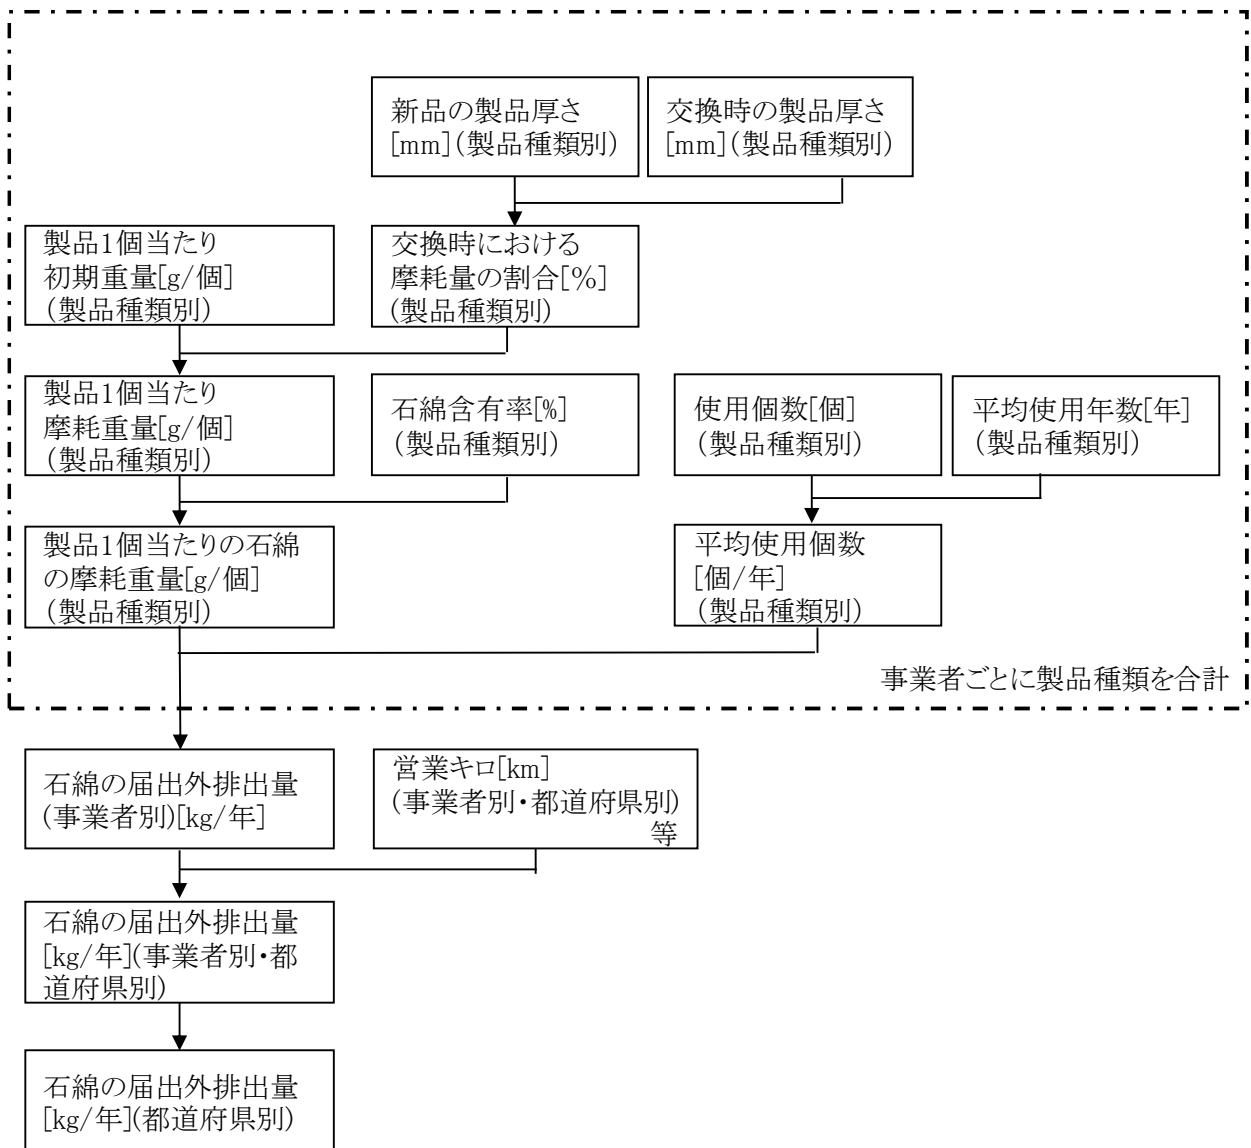 新品の製品厚さ
[mm](製品種類別)
交換時の製品厚さ
[mm](製品種類別)
製品1個当たり
初期重量[g/個]
(製品種類別)
交換時における
摩耗量の割合[%]
(製品種類別)
製品1個当たり
摩耗重量[g/個]
(製品種類別)
石綿含有率[%]
(製品種類別)
使用個数[個]
(製品種類別)
平均使用年数[年]
(製品種類別)
製品1個当たりの石綿
の摩耗重量[g/個]
(製品種類別)
平均使用個数
[個/年]
(製品種類別)
事業者ごとに製品種類を合計
石綿の届出外排出量
(事業者別)[kg/年]
営業キロ[km]
(事業者別・都道府県別)
等
石綿の届出外排出量
[kg/年](事業者別・都
道府県別)
石綿の届出外排出量
[kg/年](都道府県別)